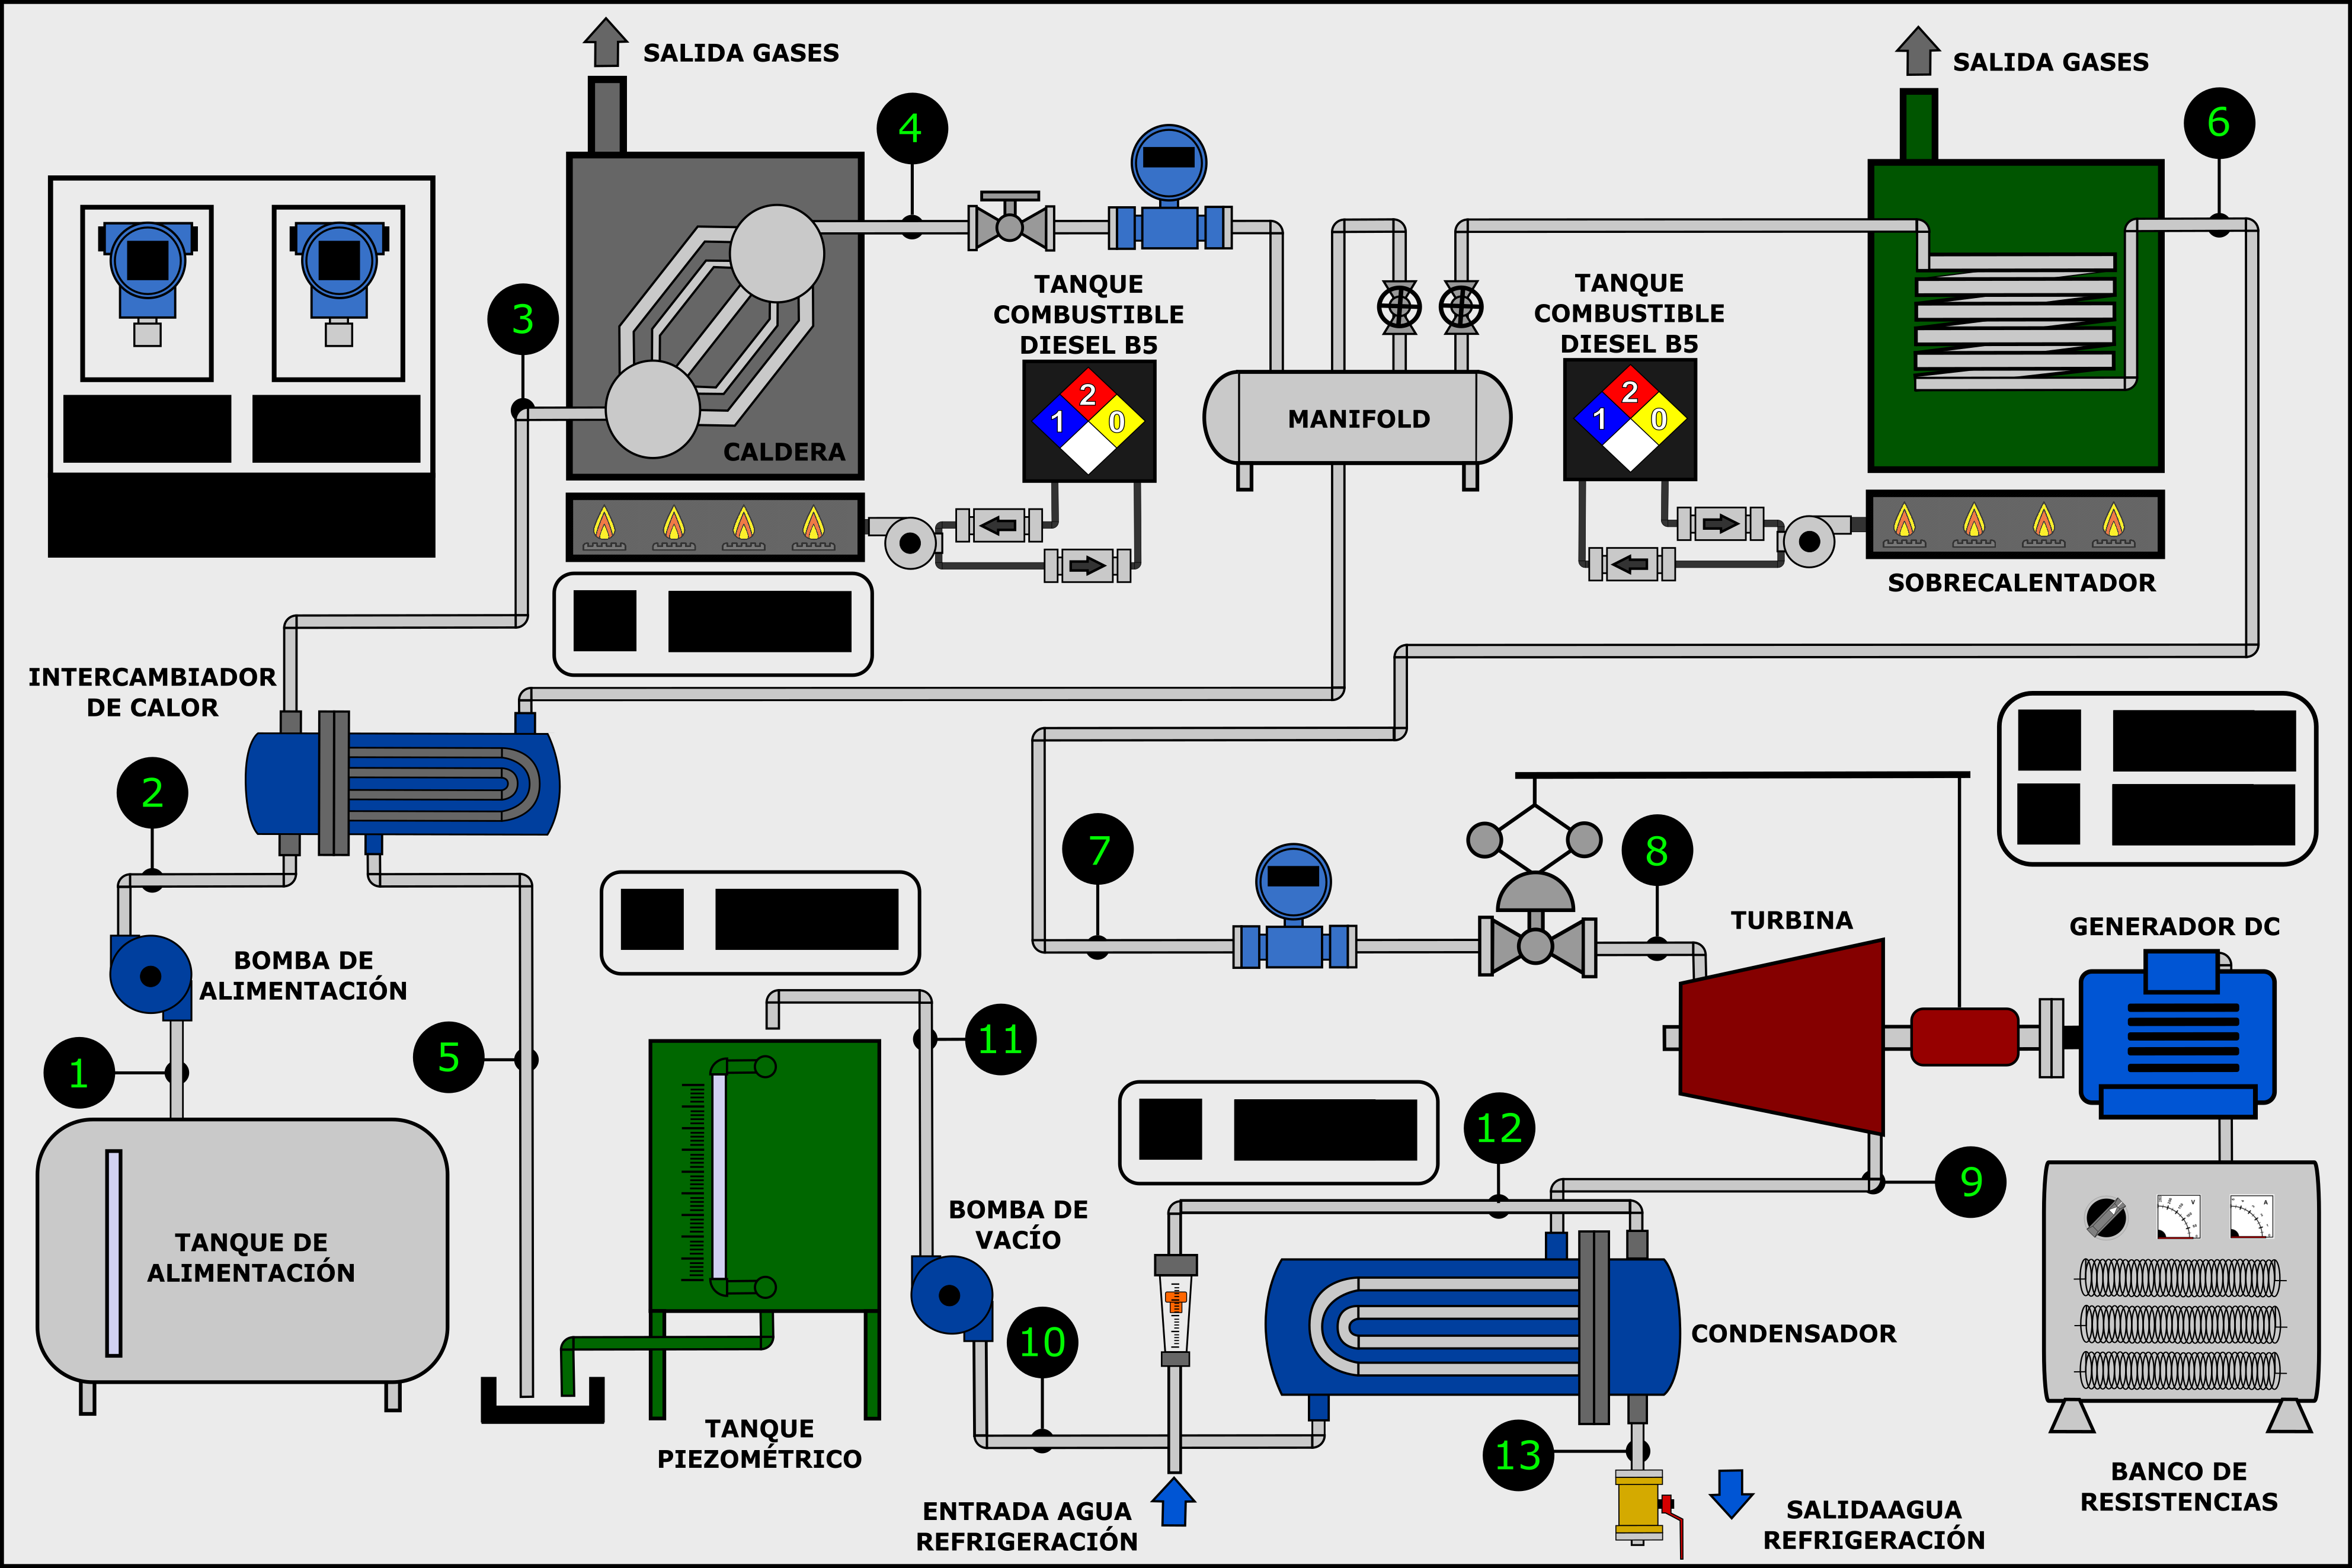 SALIDA GASES
SALIDA GASES
4
6
3
TANQUE
COMBUSTIBLE
DIESEL B5
2
1
0
TANQUE
COMBUSTIBLE
DIESEL B5
2
1
0
MANIFOLD
CALDERA
SOBRECALENTADOR
INTERCAMBIADOR
DE CALOR
2
7
8
TURBINA
GENERADOR DC
BOMBA DE
ALIMENTACIÓN
1
5
11
12
9
TANQUE DE
ALIMENTACIÓN
BOMBA DE
VACÍO
10
CONDENSADOR
V
A
TANQUE
PIEZOMÉTRICO
13
ENTRADA AGUA
REFRIGERACIÓN
SALIDAAGUA
REFRIGERACIÓN
BANCO DE
RESISTENCIAS